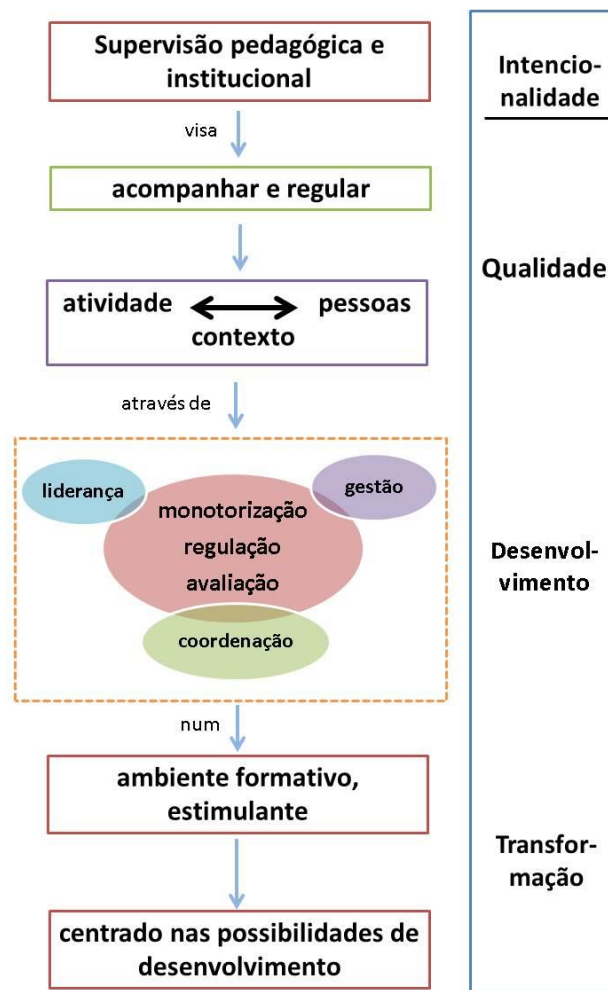 Supervisão pedagógica e
institucional
visa
acompanhar e regular
atividade pessoas
contexto
através de
liderança
gestão
monotorização
regulação
avaliação
coordenação
num
ambiente formativo,
estimulante
centrado nas possibilidades de
desenvolvimento
Intencio-
nalidade
Qualidade
Desenvol-
vimento
Transfor-
mação